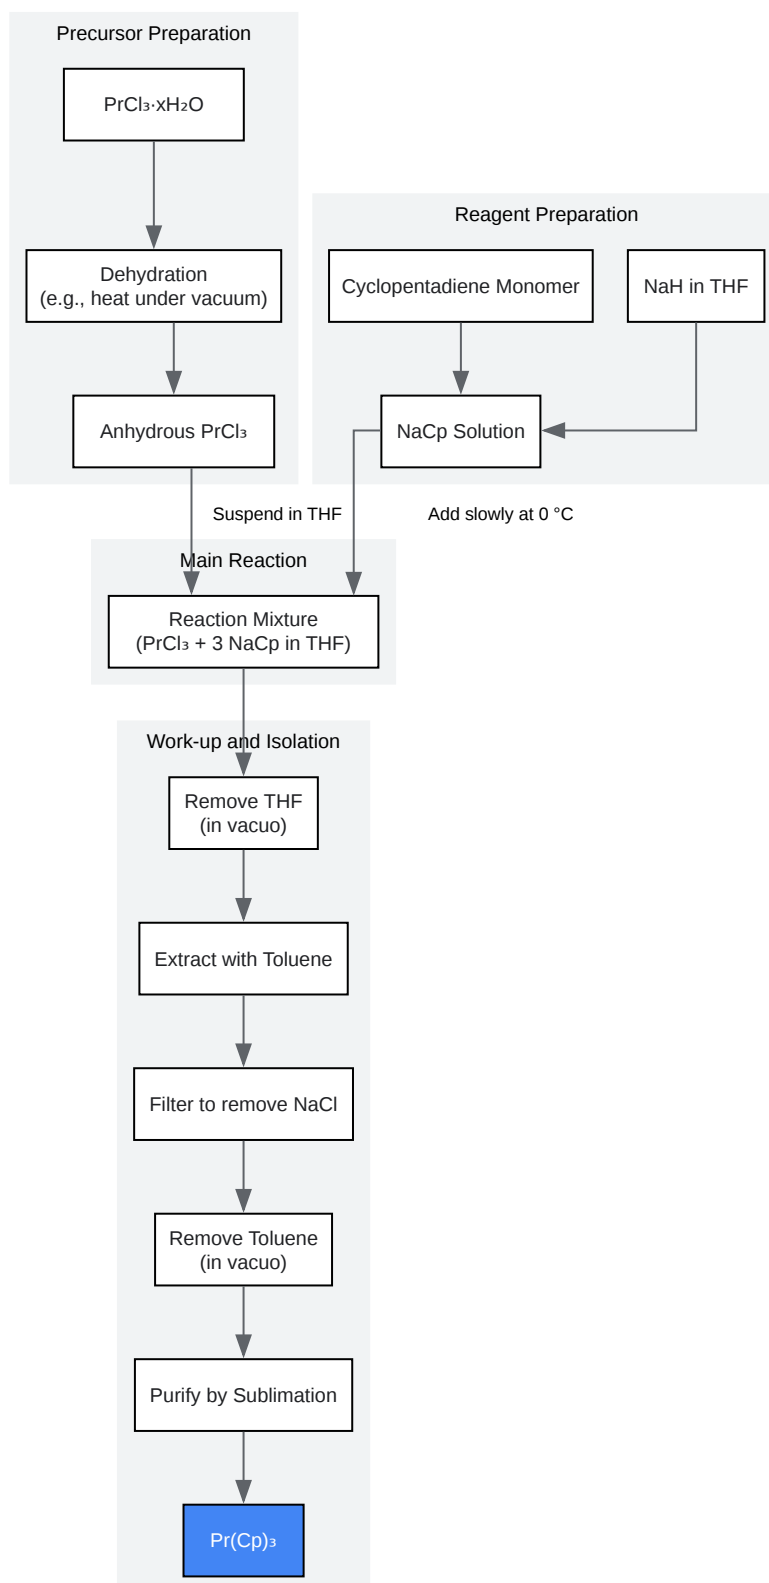 Precursor Preparation
PrCl₃·xH₂O
Dehydration
(e.g., heat under vacuum)
Anhydrous PrCl₃
Reagent Preparation
Cyclopentadiene Monomer
NaH in THF
NaCp Solution
Suspend in THF
Add slowly at 0 °C
Main Reaction
Reaction Mixture
(PrCl₃ + 3 NaCp in THF)
Work-up and Isolation
Remove THF
(in vacuo)
Extract with Toluene
Filter to remove NaCl
Remove Toluene
(in vacuo)
Purify by Sublimation
Pr(Cp)₃